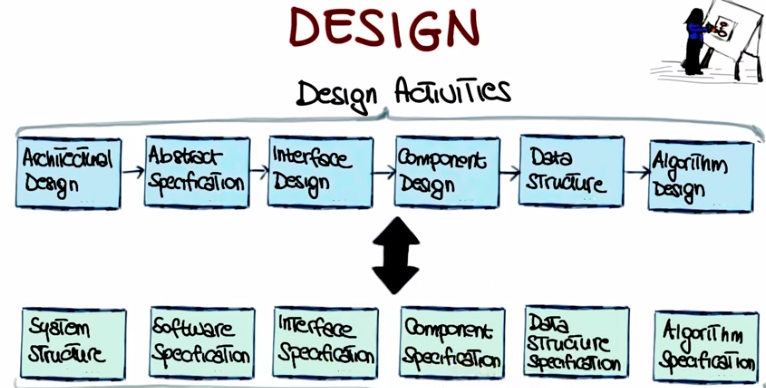 DESIGN
Design Activities
Architectural
Design
Abstract
Specification
Interface
Design
Component
Design
Data
Structure
Algorithm
Design
System
Structure
Software
Specification
Interface
Specification
Component
Specification
Data
Structure
Specification
Algorithm
Specification